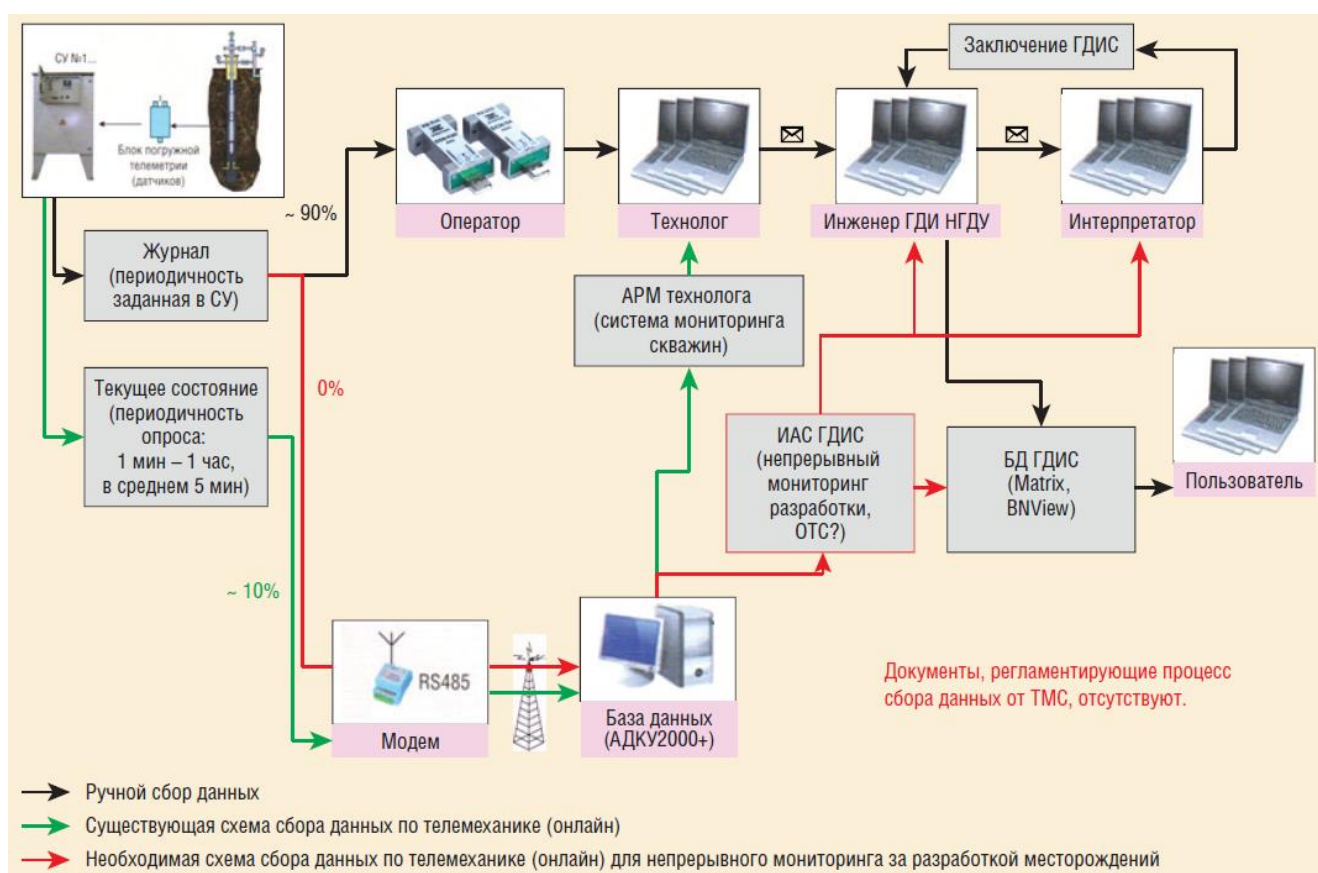 СУ №1...
Блок погружной
телеметрии
(датчиков)
Заключение ГДИС
~ 90%
Оператор
Технолог
Инженер ГДИ НГДУ
Интерпретатор
Журнал
(периодичность
заданная в СУ)
АРМ технолога
(система мониторинга
скважин)
0%
Текущее состояние
(периодичность
опроса:
1 мин – 1 час,
в среднем 5 мин)
ИАС ГДИС
(непрерывный
мониторинг
разработки,
ОТС?)
БД ГДИС
(Matrix,
BNView)
Пользователь
~ 10%
RS485
Модем
База данных
(АДКУ2000+)
Документы, регламентирующие процесс
сбора данных от ТМС, отсутствуют.
Ручной сбор данных
Существующая схема сбора данных по телемеханике (онлайн)
Необходимая схема сбора данных по телемеханике (онлайн) для непрерывного мониторинга за разработкой месторождений